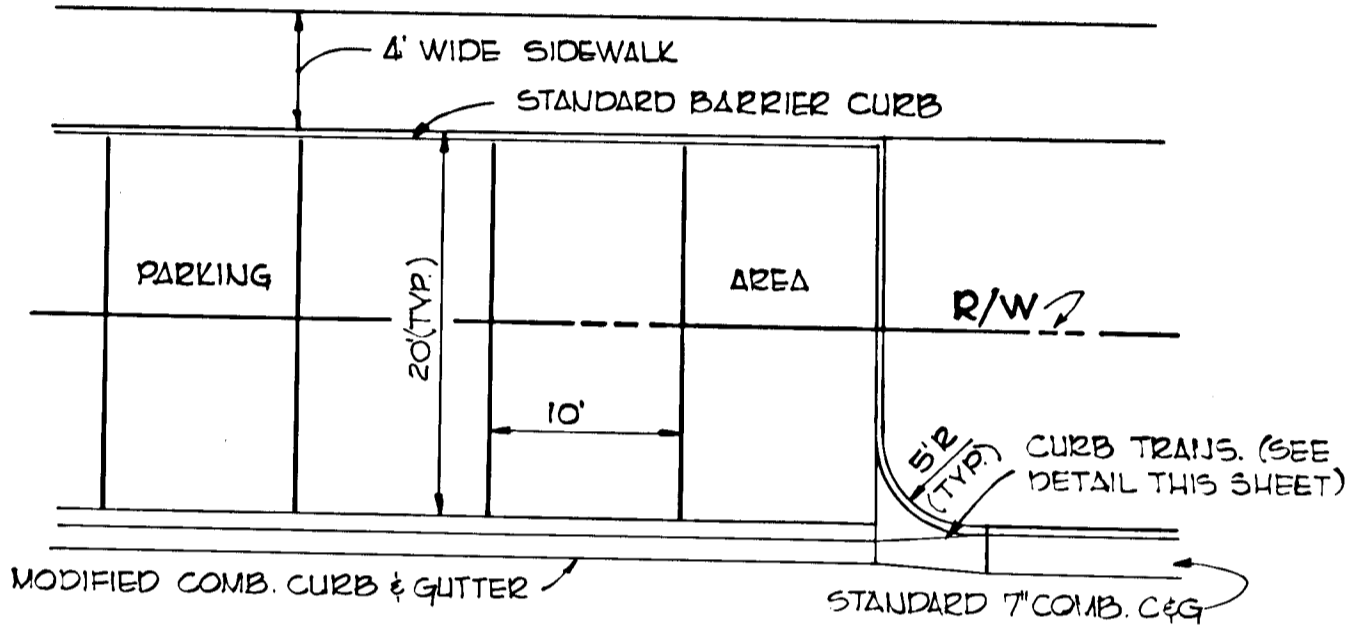 4' WIDE SIDEWALK
STANDARD BARRIER CURB
PARKING
20'(TYP.)
AREA
R/W
10'
5'R
(TYP.)
CURB TRANS. (SEE
DETAIL THIS SHEET)
MODIFIED COMB. CURB & GUTTER
STANDARD 7" COMB. C&G